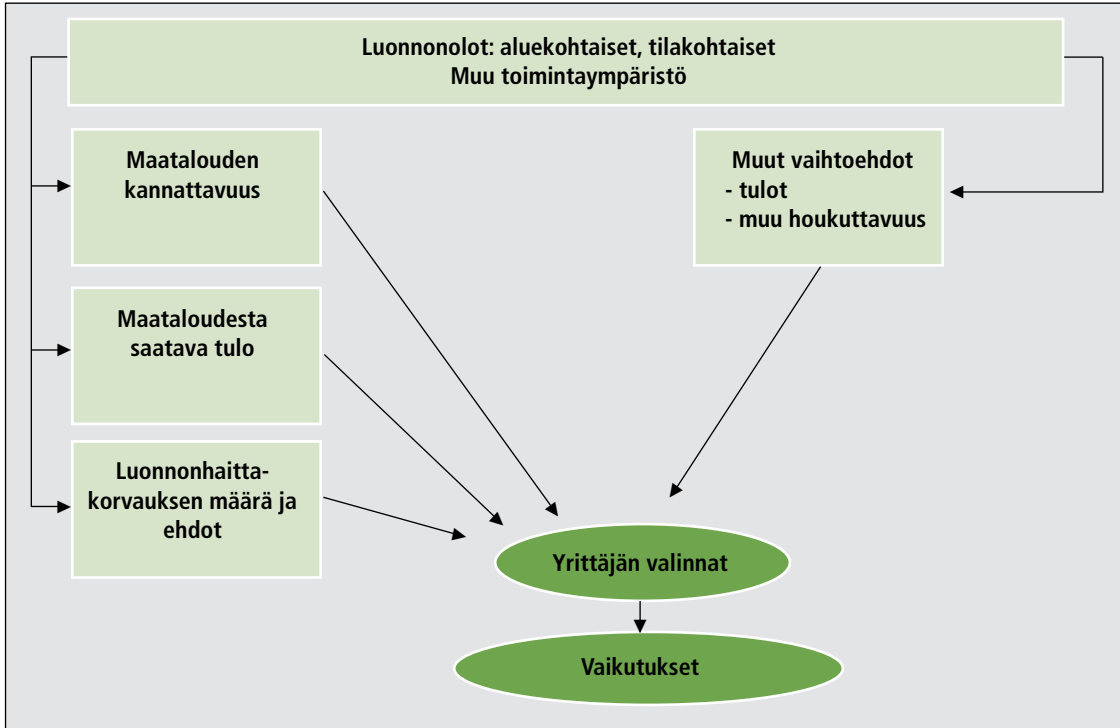 Luonnonolot: aluekohtaiset, tilakohtaiset
Muu toimintaympäristö
Maatalouden
kannattavuus
Muut vaihtoehdot
- tulot
- muu houkuttavuus
Maataloudesta
saatava tulo
Luonnonhaitta-
korvauksen määrä ja
ehdot
Yrittäjän valinnat
Vaikutukset